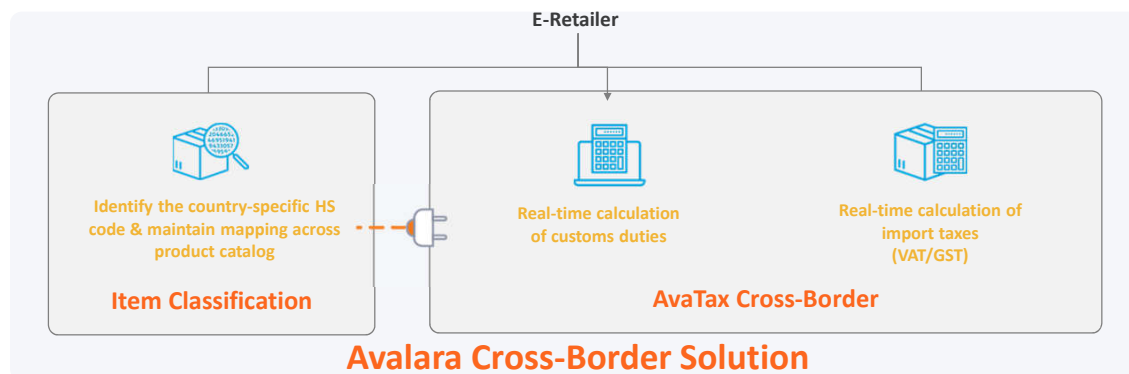 E-Retailer
Identify the country-specific HS
code & maintain mapping across
product catalog
Item Classification
Real-time calculation
of customs duties
Real-time calculation of
import taxes
(VAT/GST)
AvaTax Cross-Border
Avalara Cross-Border Solution